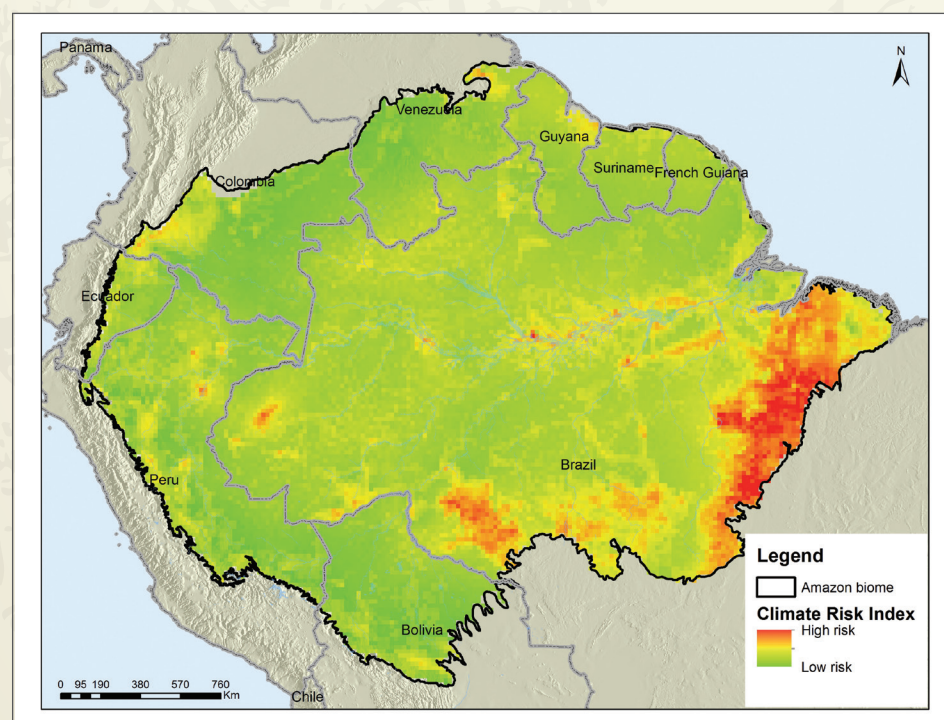 Panama
N
Venezuela
Guyana
Suriname
French Guiana
Colombia
Ecuador
Brazil
Peru
Legend
Amazon biome
Climate Risk Index
High risk
Low risk
Bolivia
0 95 190 380 570 760
Km
Chile